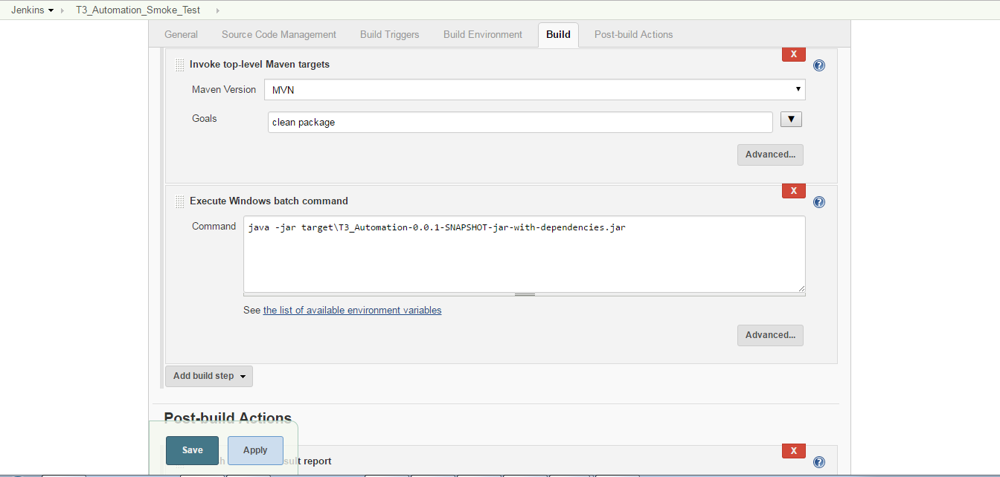 Jenkins T3_Automation_Smoke_Test
General Source Code Management Build Triggers Build Environment Build Post-build Actions
X
Invoke top-level Maven targets ?
Maven Version MVN
Goals clean package
Advanced...
X
Execute Windows batch command ?
Command java -jar target\T3_Automation-0.0.1-SNAPSHOT-jar-with-dependencies.jar
See the list of available environment variables
Advanced...
Add build step
Post-build Actions
Save Apply
X
report ?